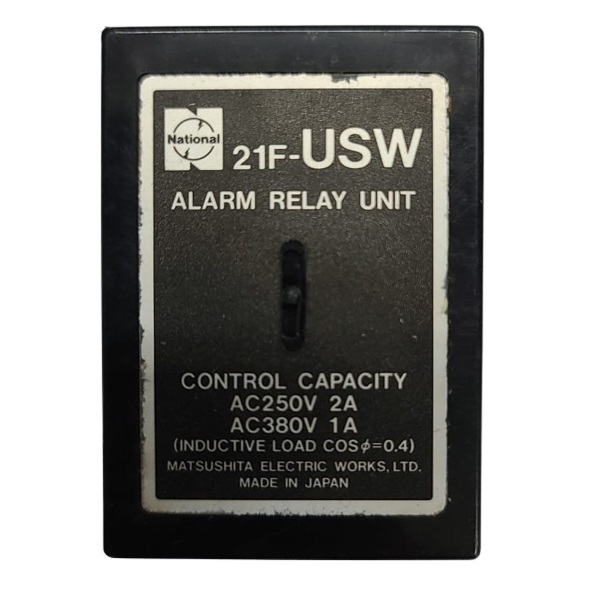 National
21F-USW
ALARM RELAY UNIT
CONTROL CAPACITY
AC250V 2A
AC380V 1A
(INDUCTIVE LOAD COSϕ=0.4)
MATSUSHITA ELECTRIC WORKS, LTD.
MADE IN JAPAN